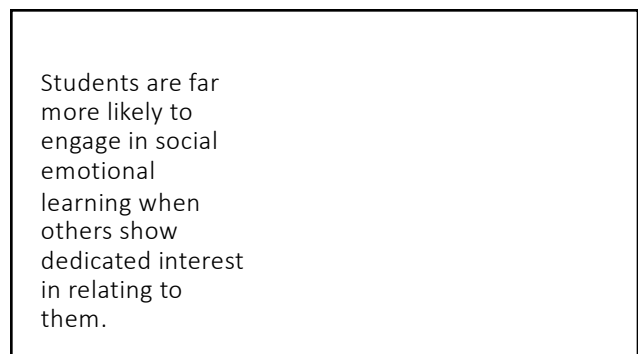 Students are far
more likely to
engage in social
emotional
learning when
others show
dedicated interest
in relating to
them.